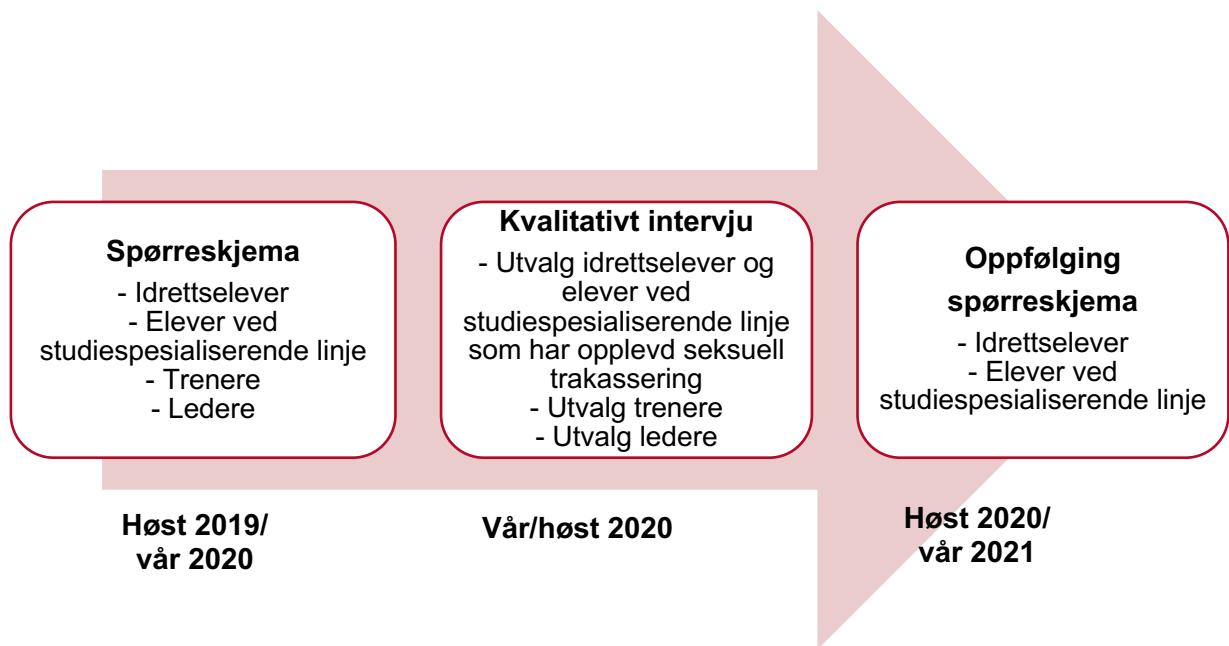 Spørreskjema
- Idrettselever
- Elever ved
studiespesialiserende linje
- Trenere
- Ledere
Høst 2019/
vår 2020
Kvalitativt intervju
- Utvalg idrettselever og
elever ved
studiespesialiserende linje
som har opplevd seksuell
trakassering
- Utvalg trenere
- Utvalg ledere
Vår/høst 2020
Oppfølging
spørreskjema
- Idrettselever
- Elever ved
studiespesialiserende linje
Høst 2020/
vår 2021